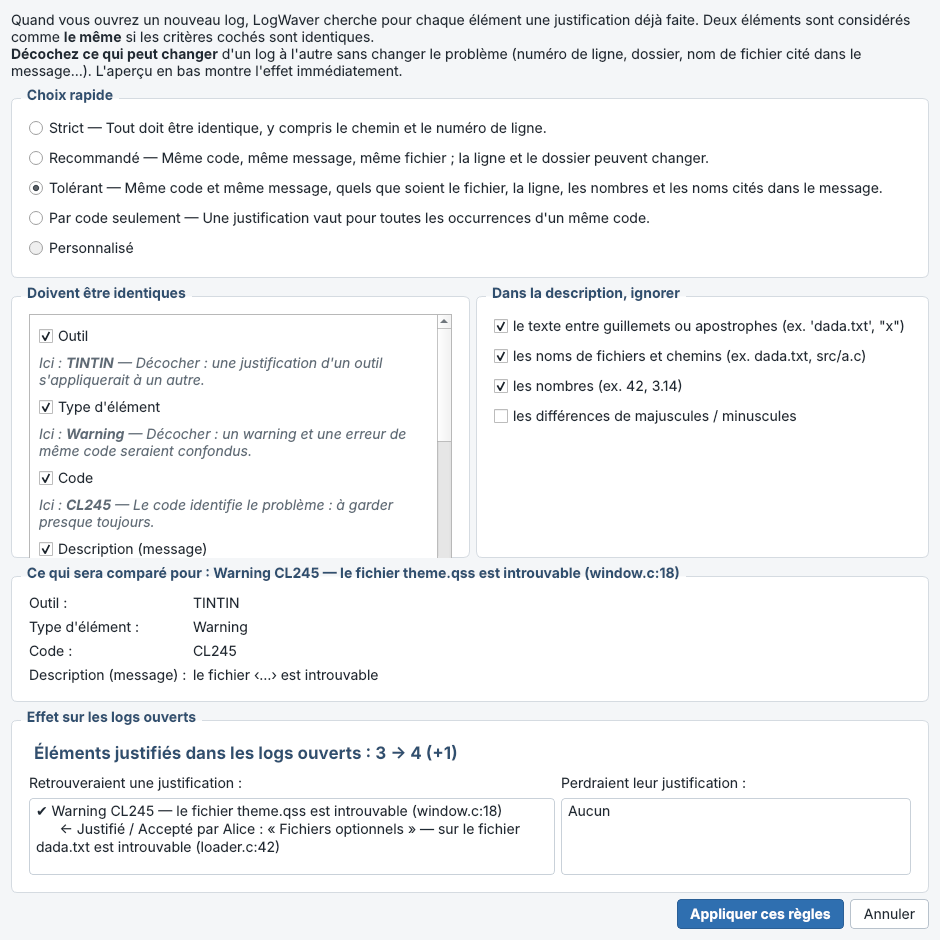 Quand vous ouvrez un nouveau log, LogWaver cherche pour chaque élément une justification déjà faite. Deux éléments sont considérés
comme le même si les critères cochés sont identiques.
Décochez ce qui peut changer d'un log à l'autre sans changer le problème (numéro de ligne, dossier, nom de fichier cité dans le
message...). L'aperçu en bas montre l'effet immédiatement.
Choix rapide
Strict — Tout doit être identique, y compris le chemin et le numéro de ligne.
Recommandé — Même code, même message, même fichier ; la ligne et le dossier peuvent changer.
Tolérant — Même code et même message, quels que soient le fichier, la ligne, les nombres et les noms cités dans le message.
Par code seulement — Une justification vaut pour toutes les occurrences d'un même code.
Personnalisé
Doivent être identiques
Outil
Ici : TINTIN — Décocher : une justification d'un outil
s'appliquerait à un autre.
Type d'élément
Ici : Warning — Décocher : un warning et une erreur de
même code seraient confondus.
Code
Ici : CL245 — Le code identifie le problème : à garder
presque toujours.
Description (message)
Dans la description, ignorer
le texte entre guillemets ou apostrophes (ex. 'dada.txt', "x")
les noms de fichiers et chemins (ex. dada.txt, src/a.c)
les nombres (ex. 42, 3.14)
les différences de majuscules / minuscules
Ce qui sera comparé pour : Warning CL245 — le fichier theme.qss est introuvable (window.c:18)
Outil : TINTIN
Type d'élément : Warning
Code : CL245
Description (message) : le fichier ‹…› est introuvable
Effet sur les logs ouverts
Éléments justifiés dans les logs ouverts : 3 → 4 (+1)
Retrouveraient une justification :
✔ Warning CL245 — le fichier theme.qss est introuvable (window.c:18)
← Justifié / Accepté par Alice : « Fichiers optionnels » — sur le fichier
dada.txt est introuvable (loader.c:42)
Perdraient leur justification :
Aucun
Appliquer ces règles
Annuler